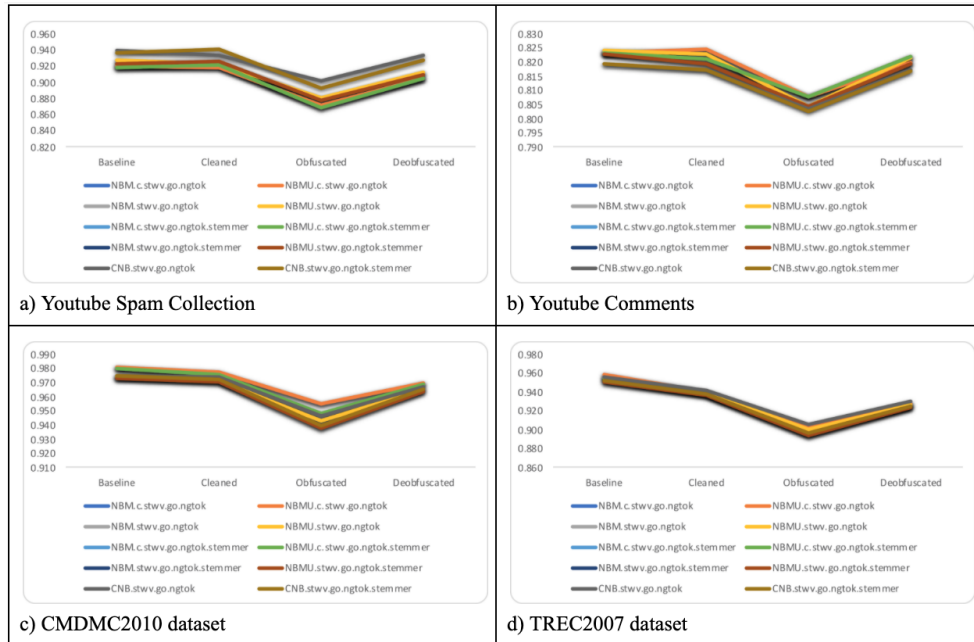 0.960
0.940
0.920
0.900
0.880
0.860
0.840
0.820
Baseline Cleaned Obfuscated Deobfuscated
NBM.c.stwv.go.ngtok NBMU.c.stwv.go.ngtok
NBM.stwv.go.ngtok NBMU.stwv.go.ngtok
NBM.c.stwv.go.ngtok.stemmer NBMU.c.stwv.go.ngtok.stemmer
NBM.stwv.go.ngtok.stemmer NBMU.stwv.go.ngtok.stemmer
CNB.stwv.go.ngtok CNB.stwv.go.ngtok.stemmer
a) Youtube Spam Collection
0.830
0.825
0.820
0.815
0.810
0.805
0.800
0.795
0.790
Baseline Cleaned Obfuscated Deobfuscated
NBM.c.stwv.go.ngtok NBMU.c.stwv.go.ngtok
NBM.stwv.go.ngtok NBMU.stwv.go.ngtok
NBM.c.stwv.go.ngtok.stemmer NBMU.c.stwv.go.ngtok.stemmer
NBM.stwv.go.ngtok.stemmer NBMU.stwv.go.ngtok.stemmer
CNB.stwv.go.ngtok CNB.stwv.go.ngtok.stemmer
b) Youtube Comments
0.990
0.980
0.970
0.960
0.950
0.940
0.930
0.920
0.910
Baseline Cleaned Obfuscated Deobfuscated
NBM.c.stwv.go.ngtok NBMU.c.stwv.go.ngtok
NBM.stwv.go.ngtok NBMU.stwv.go.ngtok
NBM.c.stwv.go.ngtok.stemmer NBMU.c.stwv.go.ngtok.stemmer
NBM.stwv.go.ngtok.stemmer NBMU.stwv.go.ngtok.stemmer
CNB.stwv.go.ngtok CNB.stwv.go.ngtok.stemmer
c) CMDMC2010 dataset
0.980
0.960
0.940
0.920
0.900
0.880
0.860
Baseline Cleaned Obfuscated Deobfuscated
NBM.c.stwv.go.ngtok NBMU.c.stwv.go.ngtok
NBM.stwv.go.ngtok NBMU.stwv.go.ngtok
NBM.c.stwv.go.ngtok.stemmer NBMU.c.stwv.go.ngtok.stemmer
NBM.stwv.go.ngtok.stemmer NBMU.stwv.go.ngtok.stemmer
CNB.stwv.go.ngtok CNB.stwv.go.ngtok.stemmer
d) TREC2007 dataset